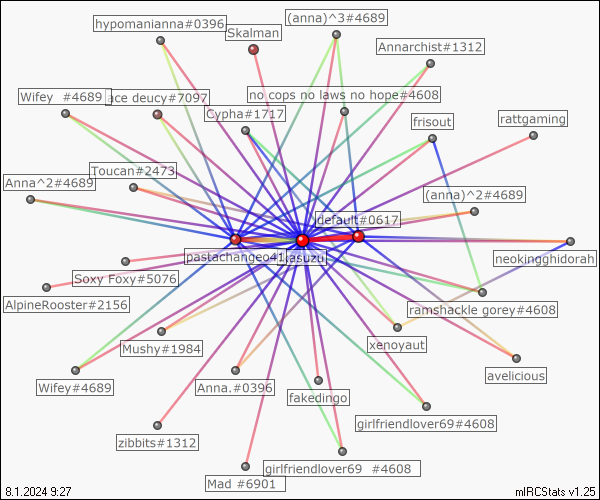 (anna)^3#4689
hypomanianna#0396
Skalman
Annarchist#1312
no cops no laws no hope#4608
Wifey  #4689
ace deucy#7097
Cypha#1717
frisout
rattgaming
Toucan#2473
Anna^2#4689
(anna)^2#4689
default#0617
pastachangeo41
asuzu
neokingghidorah
Soxy Foxy#5076
AlpineRooster#2156
ramshackle gorey#4608
xenoyaut
Mushy#1984
avelicious
Wifey#4689
Anna.#0396
fakedingo
girlfriendlover69#4608
zibbits#1312
girlfriendlover69  #4608
Mad #6901
8.1.2024 9:27
mIRCStats v1.25